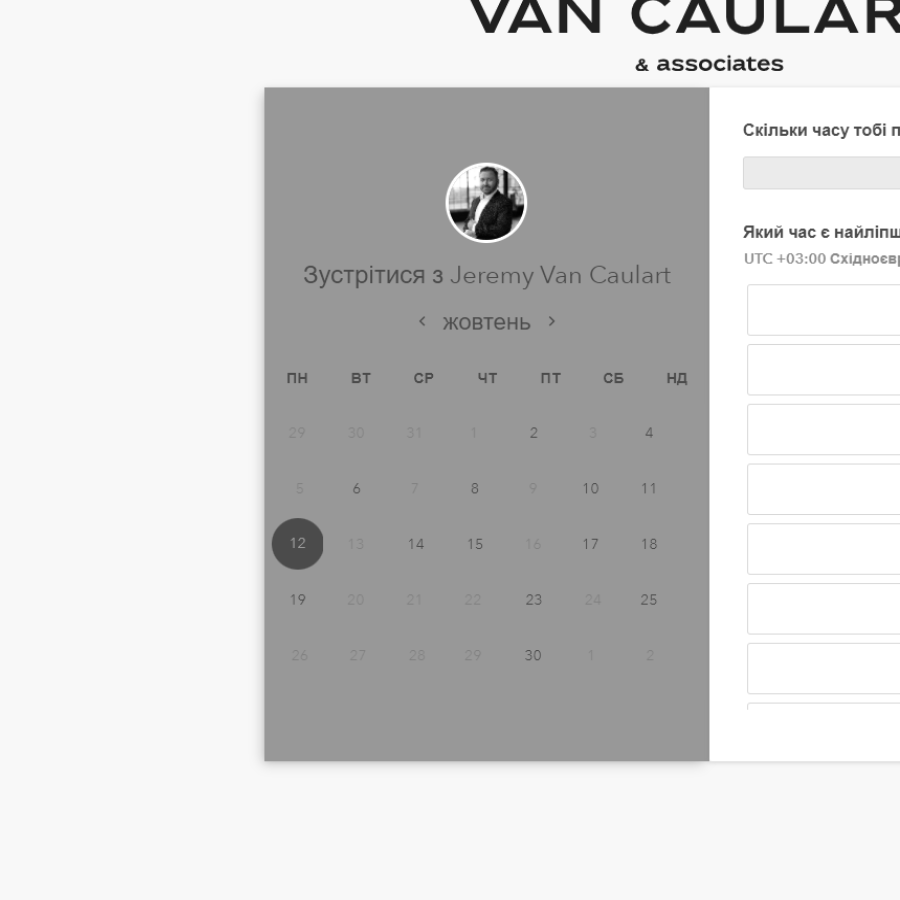 VAN CAULAR
& associates
Зустрітися з Jeremy Van Caulart
жовтень
ПН ВТ СР ЧТ ПТ СБ НД
29 30 31 1 2 3 4
5 6 7 8 9 10 11
12 13 14 15 16 17 18
19 20 21 22 23 24 25
26 27 28 29 30 1 2
Скільки часу тобі п
Який час є найліпш
UTC +03:00 Східноєвр